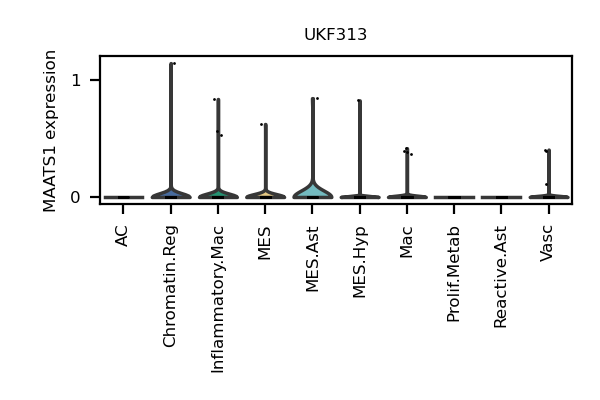 UKF313
MAATS1 expression
1
0
AC
Chromatin.Reg
Inflammatory.Mac
MES
MES.Ast
MES.Hyp
Mac
Prolif.Metab
Reactive.Ast
Vasc